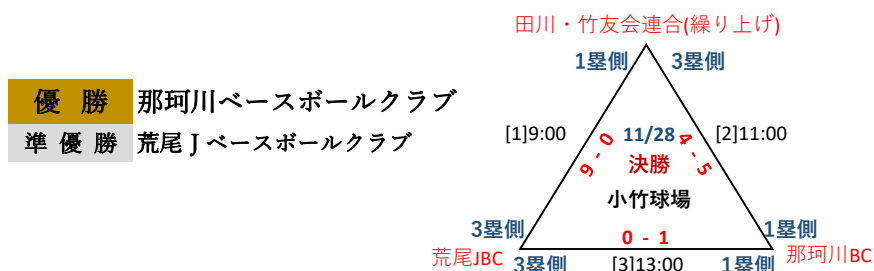 田川・竹友会連合(繰り上げ)
1塁側 3塁側
優 勝 那珂川ベースボールクラブ
準 優 勝 荒尾Jベースボールクラブ
[1]9:00 9 - 0 11/28 4 - 5 [2]11:00
決勝
小竹球場
3塁側 0 - 1 1塁側
荒尾JBC 3塁側 [3]13:00 1塁側 那珂川BC